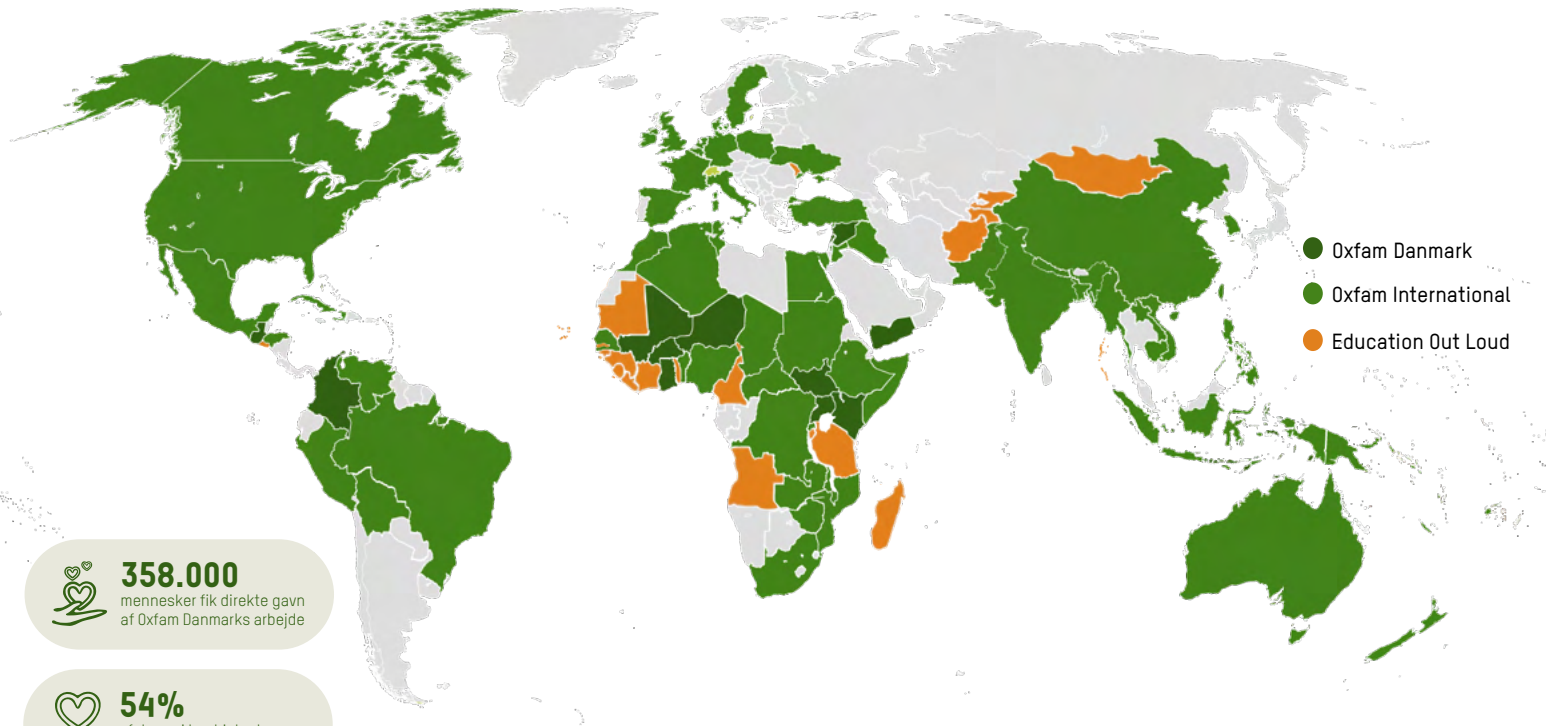 Oxfam Danmark
Oxfam International
Education Out Loud
358.000
mennesker fik direkte gavn
af Oxfam Danmarks arbejde
54%